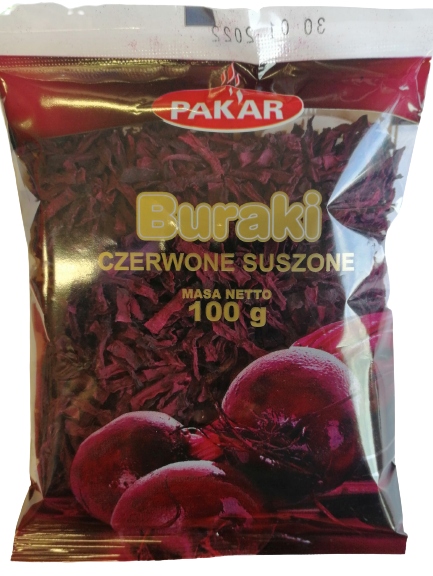 30 01 2022
PAKAR
Buraki
CZERWONE SUSZONE
MASA NETTO
100 g